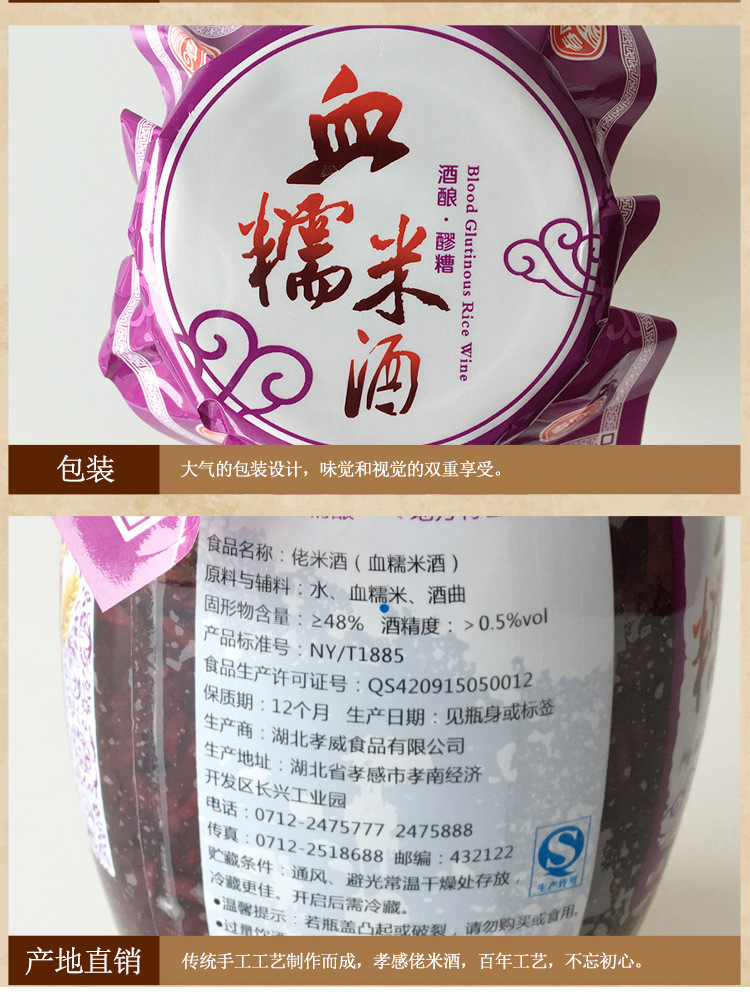 血
糯米
酒
酒酿·醪糟
Blood Glutinous Rice Wine
包装
大气的包装设计，味觉和视觉的双重享受。
食品名称：佬米酒（血糯米酒）
原料与辅料：水、血糯米、酒曲
固形物含量：≥48% 酒精度：＞0.5%vol
产品标准号：NY/T1885
食品生产许可证号：QS420915050012
保质期：12个月 生产日期：见瓶身或标签
生产商：湖北孝威食品有限公司
生产地址：湖北省孝感市孝南经济
开发区长兴工业园
电话：0712-2475777 2475888
传真：0712-2518688 邮编：432122
贮藏条件：通风、避光常温干燥处存放，
冷藏更佳。开启后需冷藏。
•温馨提示：若瓶盖凸起或破裂，请勿购买或食用。
•过量饮酒
生产许可
产地直销
传统手工工艺制作而成，孝感佬米酒，百年工艺，不忘初心。